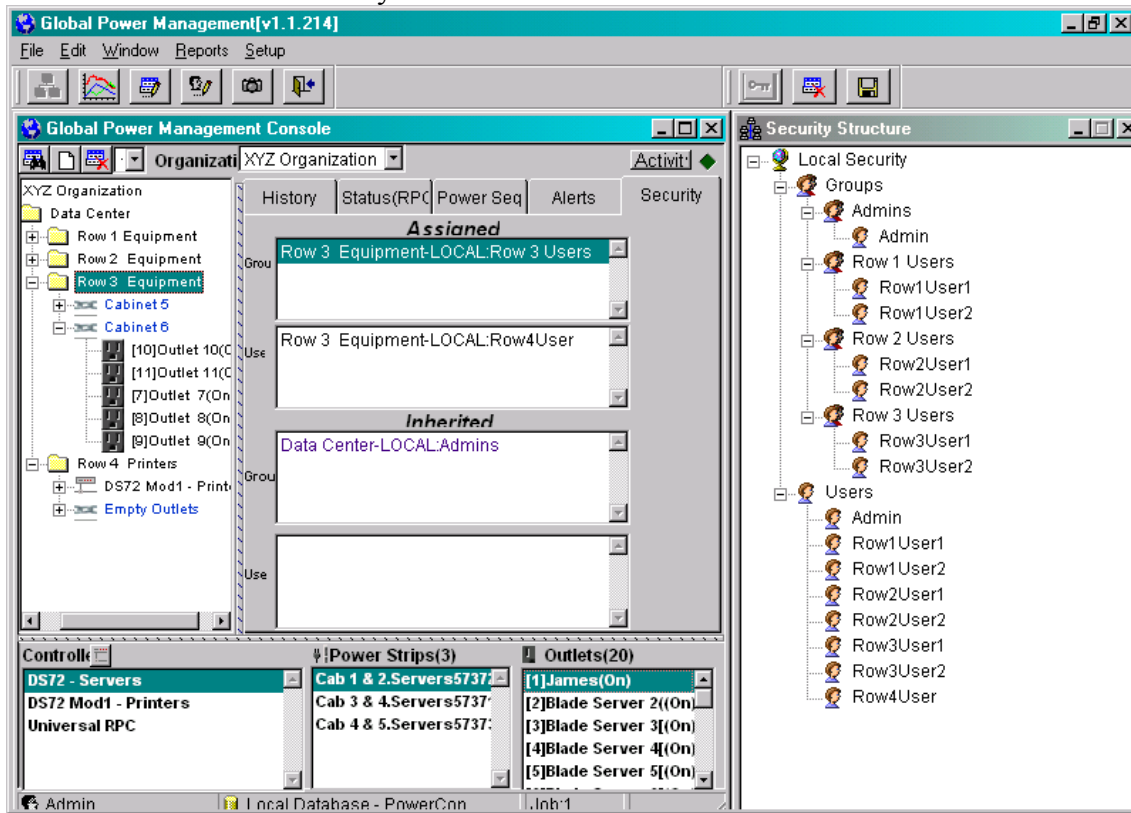 Global Power Management[v1.1.214]
File Edit Window Reports Setup
Global Power Management Console
Organizati XYZ Organization Activit:
XYZ Organization
Data Center
Row 1 Equipment
Row 2 Equipment
Row 3 Equipment
Cabinet 5
Cabinet 6
[10]Outlet 10(C
[11]Outlet 11(C
[7]Outlet 7(On
[8]Outlet 8(On
[9]Outlet 9(On
Row 4 Printers
DS72 Mod1 - Print
Empty Outlets
History Status(RPC Power Seq Alerts Security
Assigned
Grou
Row 3 Equipment-LOCAL:Row 3 Users
Use
Row 3 Equipment-LOCAL:Row4User
Inherited
Grou
Data Center-LOCAL:Admins
Use
Controlle
DS72 - Servers
DS72 Mod1 - Printers
Universal RPC
Power Strips(3)
Cab 1 & 2.Servers5737
Cab 3 & 4.Servers5737
Cab 4 & 5.Servers5737
Outlets(20)
[1]James(On)
[2]Blade Server 2((On)
[3]Blade Server 3[(On)
[4]Blade Server 4[(On)
[5]Blade Server 5[(On)
Admin Local Database - PowerCon Job:1
Security Structure
Local Security
Groups
Admins
Admin
Row 1 Users
Row1User1
Row1User2
Row 2 Users
Row2User1
Row2User2
Row 3 Users
Row3User1
Row3User2
Users
Admin
Row1User1
Row1User2
Row2User1
Row2User2
Row3User1
Row3User2
Row4User